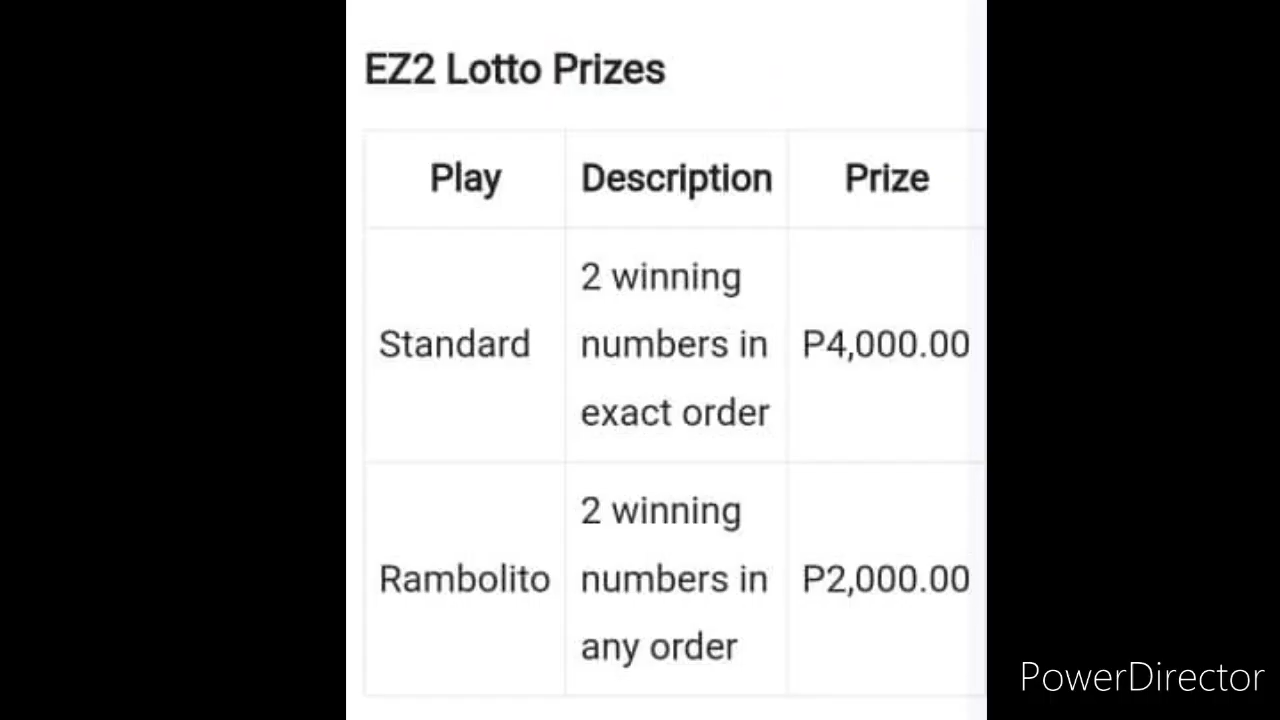 EZ2 Lotto Prizes
Play Description Prize
2 winning
Standard numbers in P4,000.00
exact order
2 winning
Rambolito numbers in P2,000.00
any order
PowerDirector